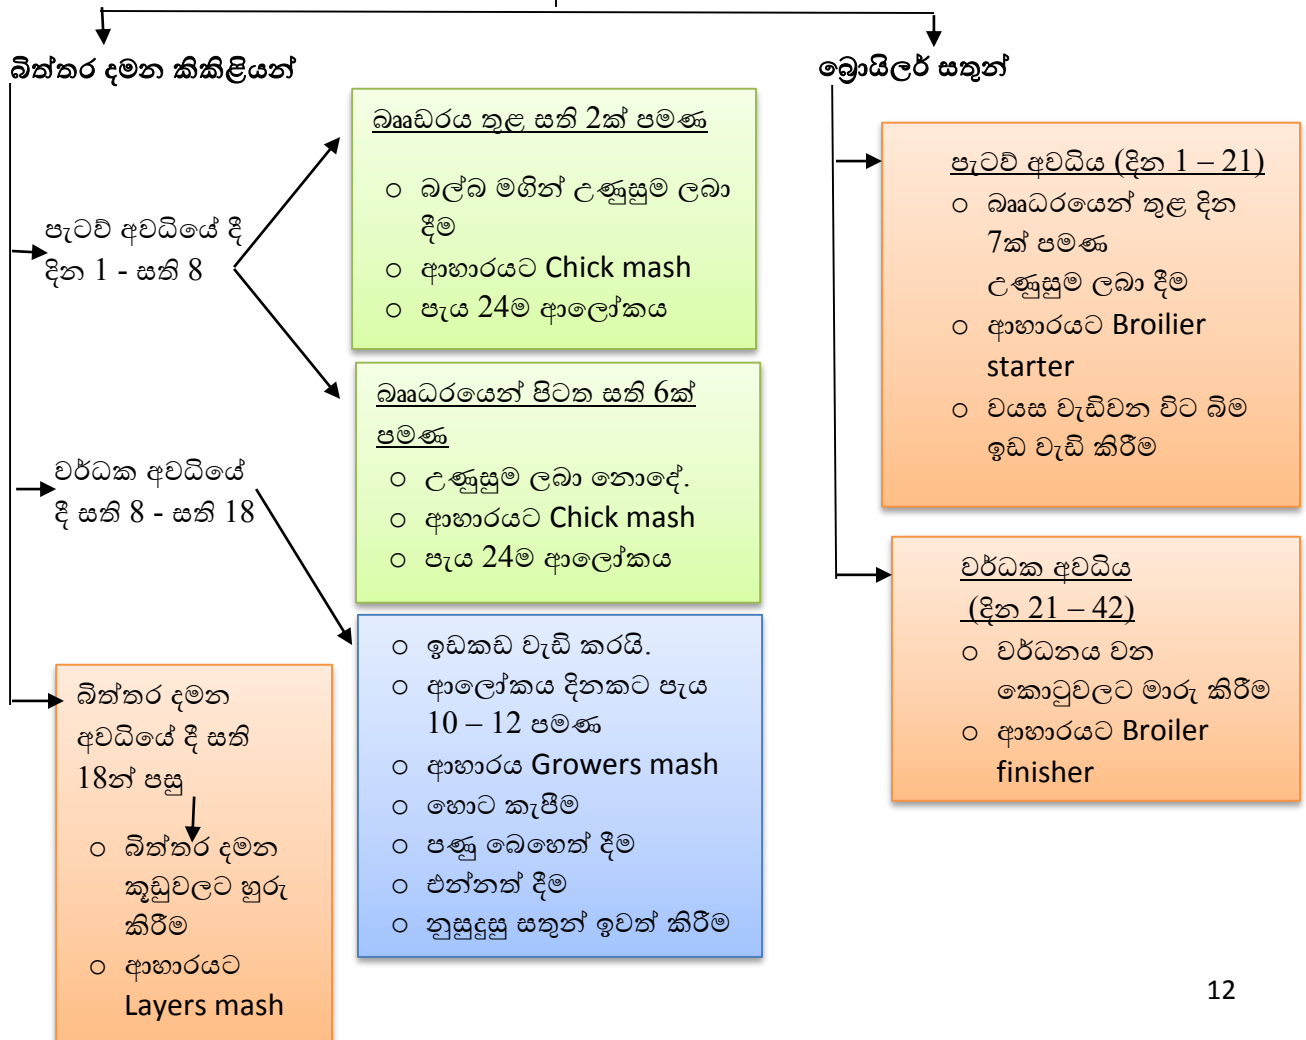 බිත්තර දමන කිකිළියන්
පැටව් අවධියේ දී
දින 1 - සති 8
බaaඩරය තුළ සති 2ක් පමණ
o බල්බ මගින් උණුසුම ලබා
දීම
o ආහාරයට Chick mash
o පැය 24ම ආලෝකය
බaaධරයෙන් පිටත සති 6ක්
පමණ
o උණුසුම ලබා නොදේ.
o ආහාරයට Chick mash
o පැය 24ම ආලෝකය
වර්ධක අවධියේ
දී සති 8 - සති 18
o ඉඩකඩ වැඩි කරයි.
o ආලෝකය දිනකට පැය
10 – 12 පමණ
o ආහාරය Growers mash
o හොට කැපීම
o පණු බෙහෙත් දීම
o එන්නත් දීම
o නුසුදුසු සතුන් ඉවත් කිරීම
බිත්තර දමන
අවධියේ දී සති
18න් පසු
o බිත්තර දමන
කූඩුවලට හුරු
කිරීම
o ආහාරයට
Layers mash
බ්‍රොයිලර් සතුන්
පැටව් අවධිය (දින 1 – 21)
o බaaධරයෙන් තුළ දින
7ක් පමණ
උණුසුම ලබා දීම
o ආහාරයට Broilier
starter
o වයස වැඩිවන විට බිම
ඉඩ වැඩි කිරීම
වර්ධක අවධිය
(දින 21 – 42)
o වර්ධනය වන
කොටුවලට මාරු කිරීම
o ආහාරයට Broiler
finisher
12